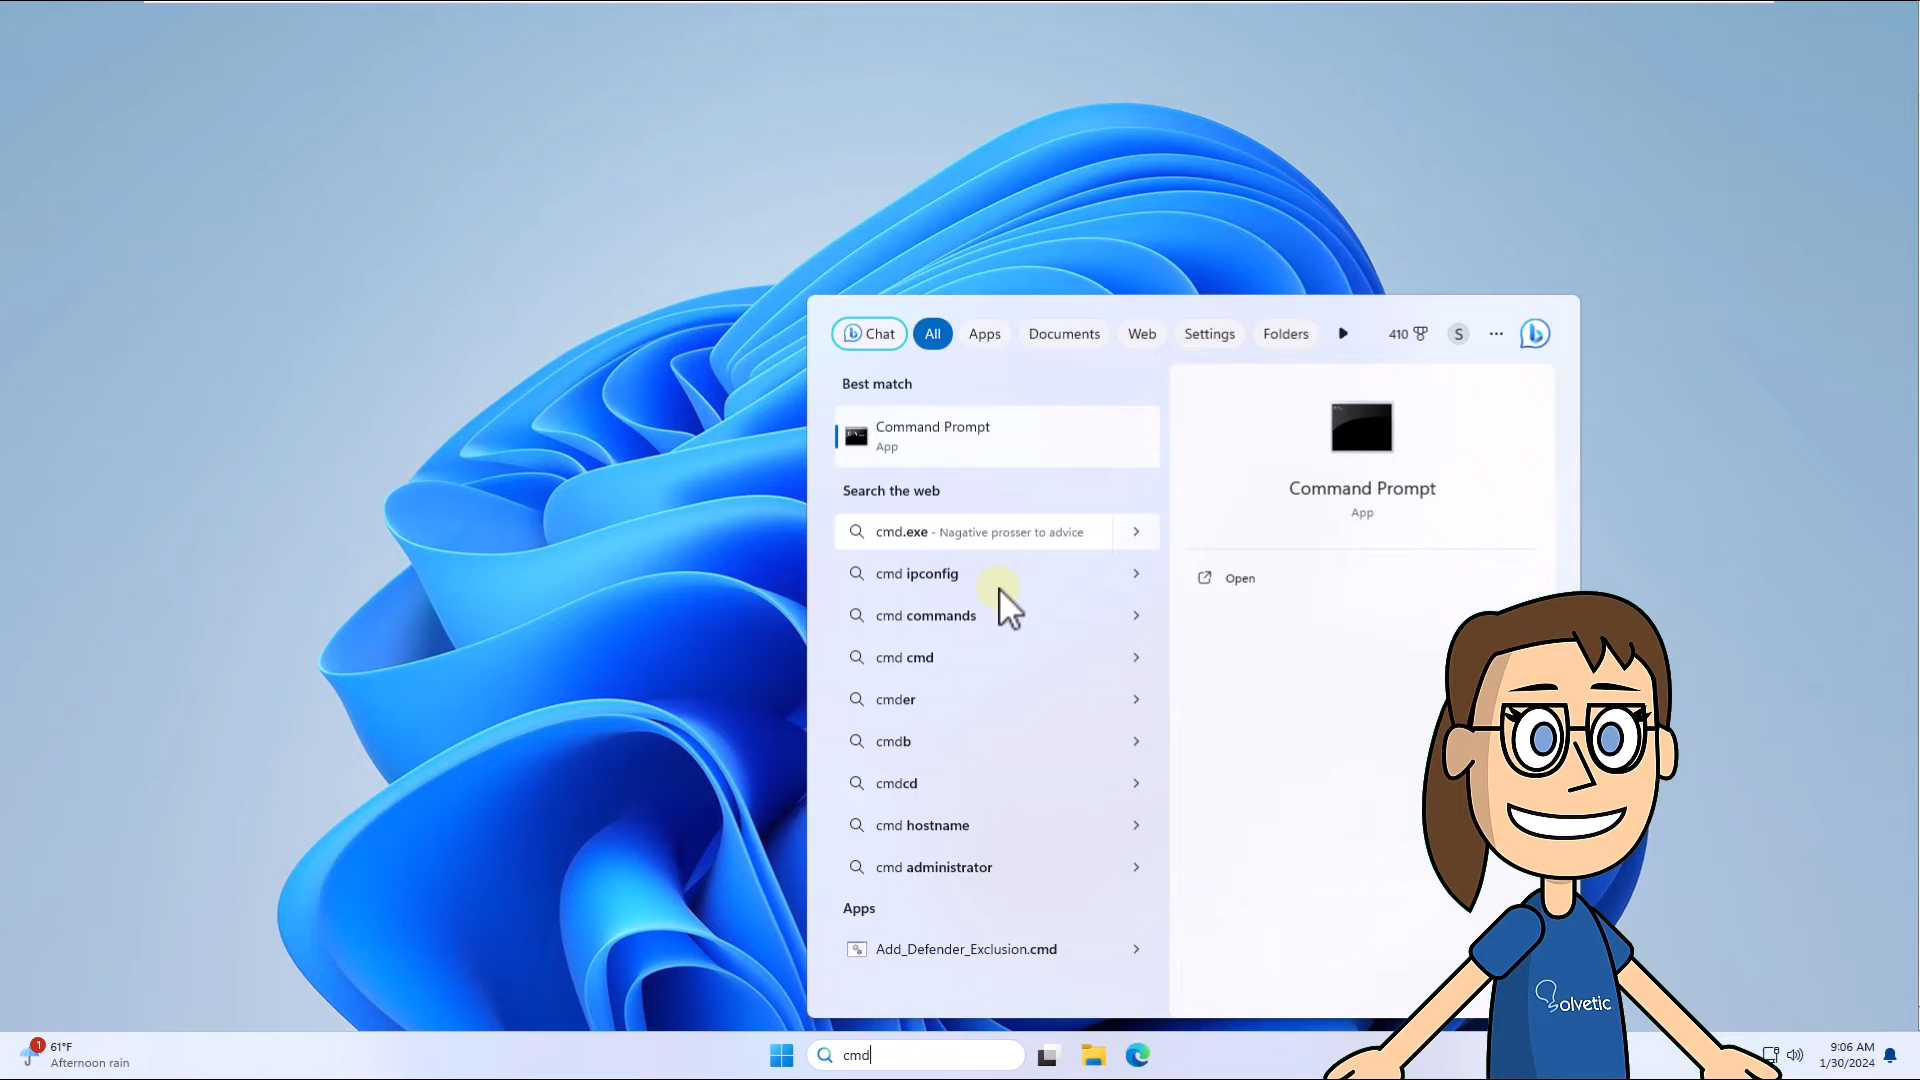 Chat
All
Apps
Documents
Web
Settings
Folders
410
S
Best match
Command Prompt
App
Search the web
cmd.exe - Nagative prosser to advice
cmd ipconfig
cmd commands
cmd cmd
cmder
cmdb
cmdcd
cmd hostname
cmd administrator
Apps
Add_Defender_Exclusion.cmd
Command Prompt
App
Open
Solvetic
1
61°F
Afternoon rain
cmd
9:06 AM
1/30/2024